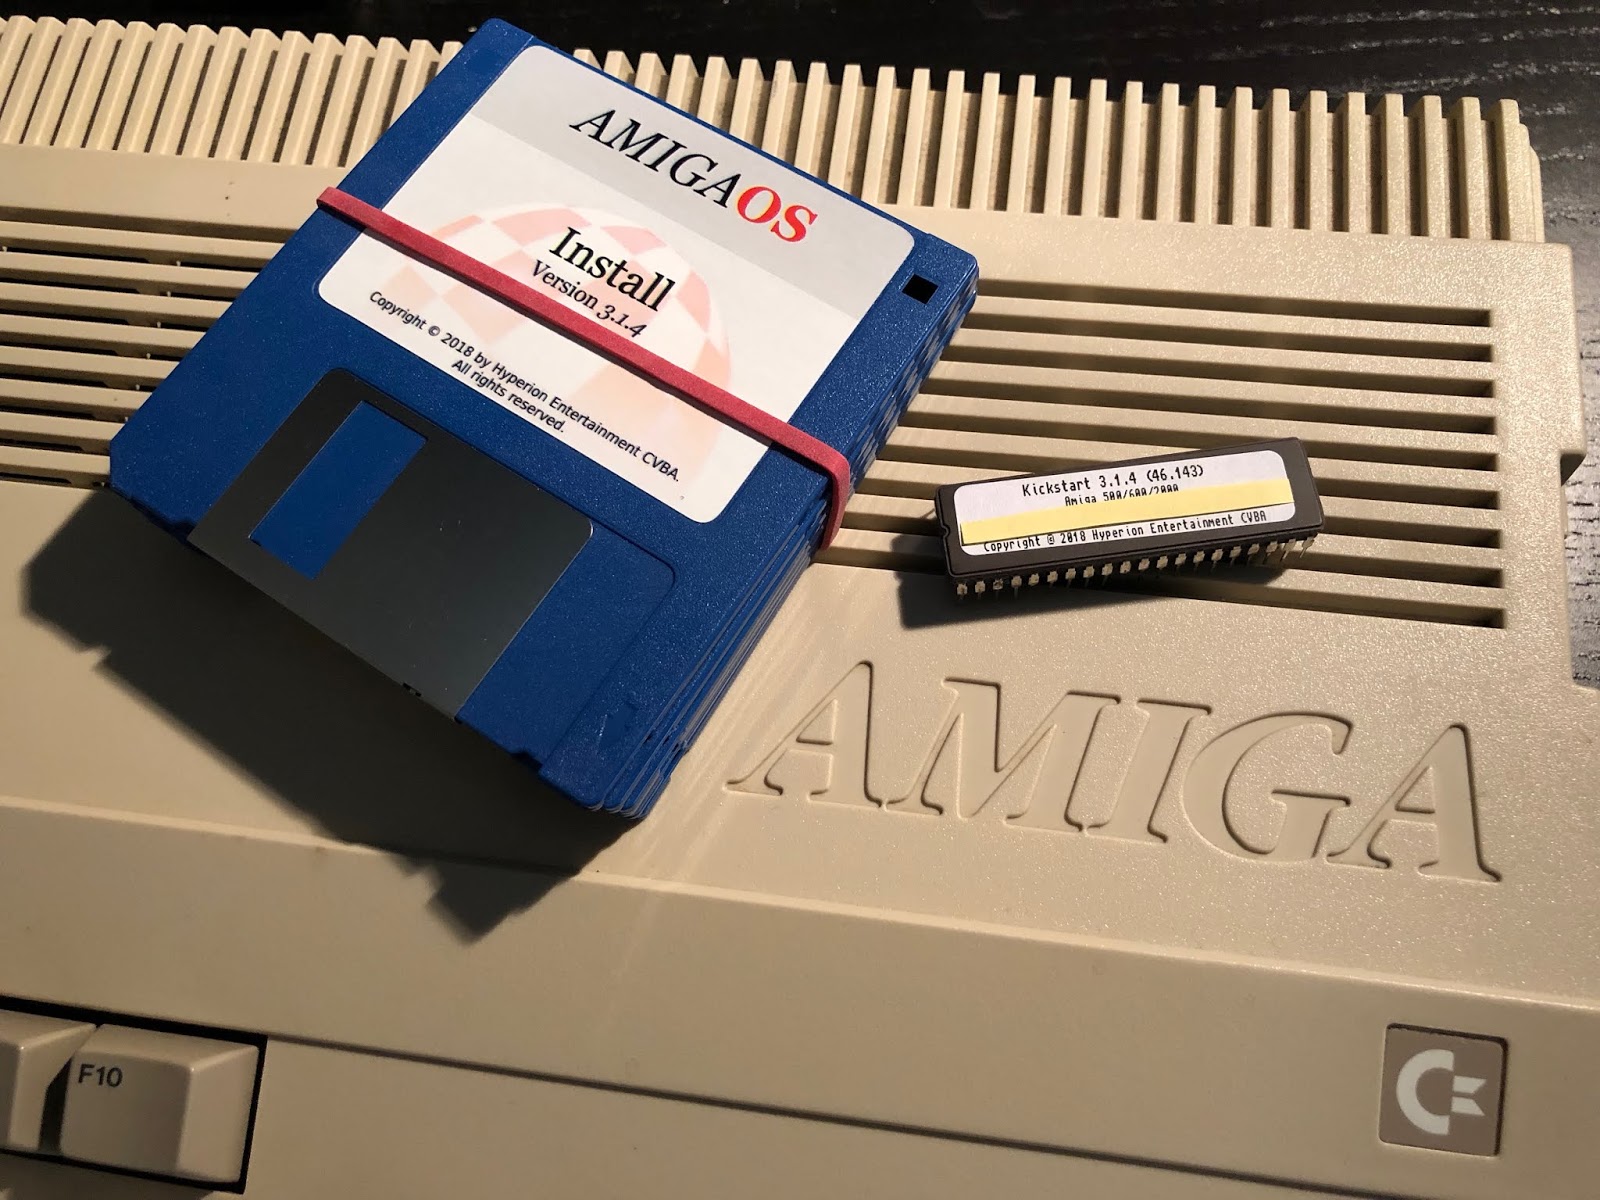 AMIGAOS
Install
Version 3.1.4
Copyright © 2018 by Hyperion Entertainment CVBA.
All rights reserved.
Kickstart 3.1.4 (46.143)
Amiga 500/600/2000
Copyright © 2018 Hyperion Entertainment CVBA
AMIGA
F10